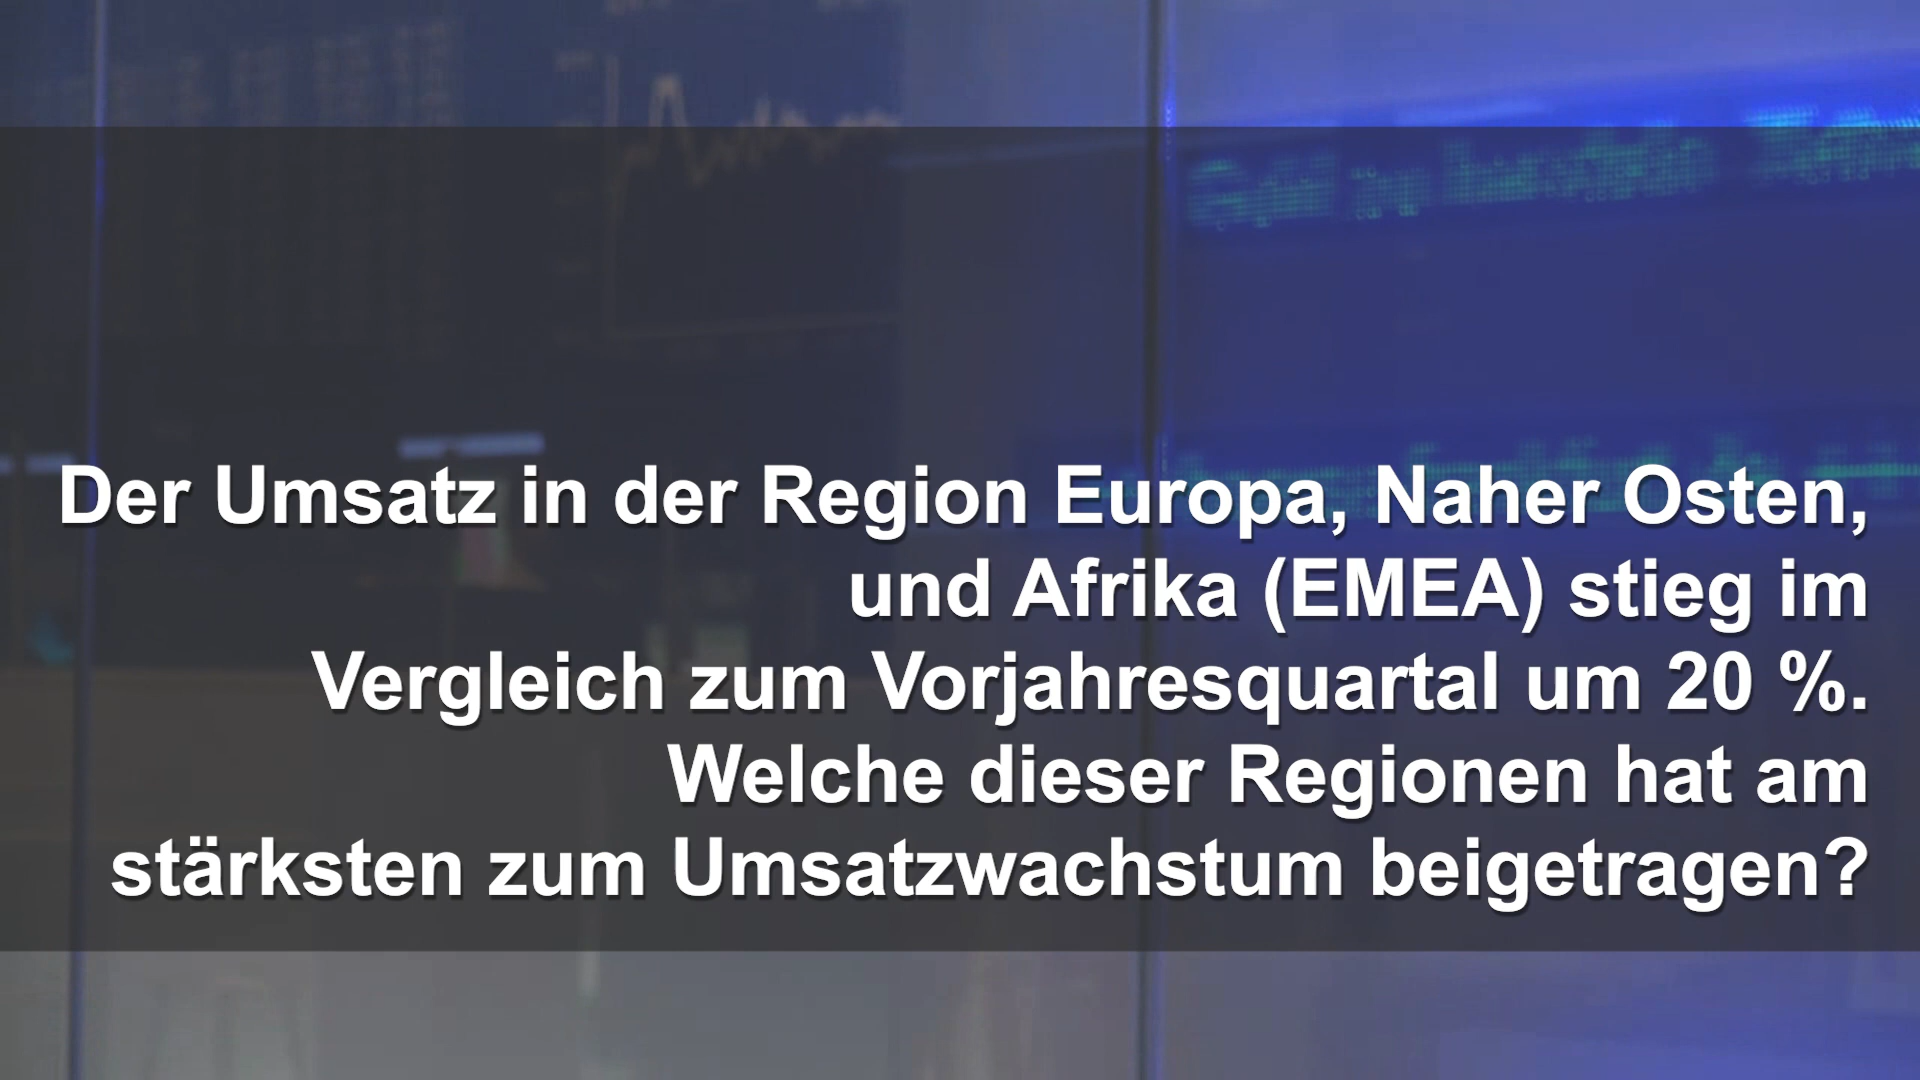 Der Umsatz in der Region Europa, Naher Osten,
und Afrika (EMEA) stieg im
Vergleich zum Vorjahresquartal um 20 %.
Welche dieser Regionen hat am
stärksten zum Umsatzwachstum beigetragen?